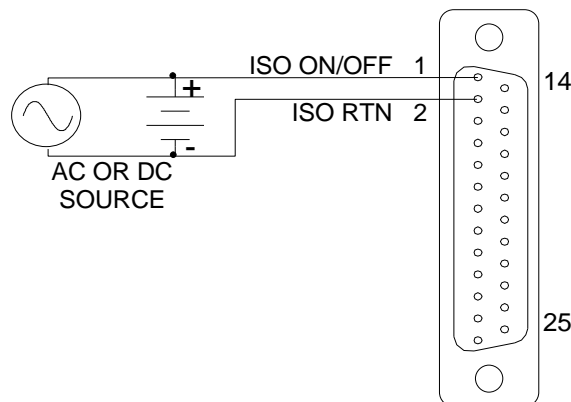 ISO ON/OFF 1
14
+
ISO RTN 2
-
AC OR DC
SOURCE
25